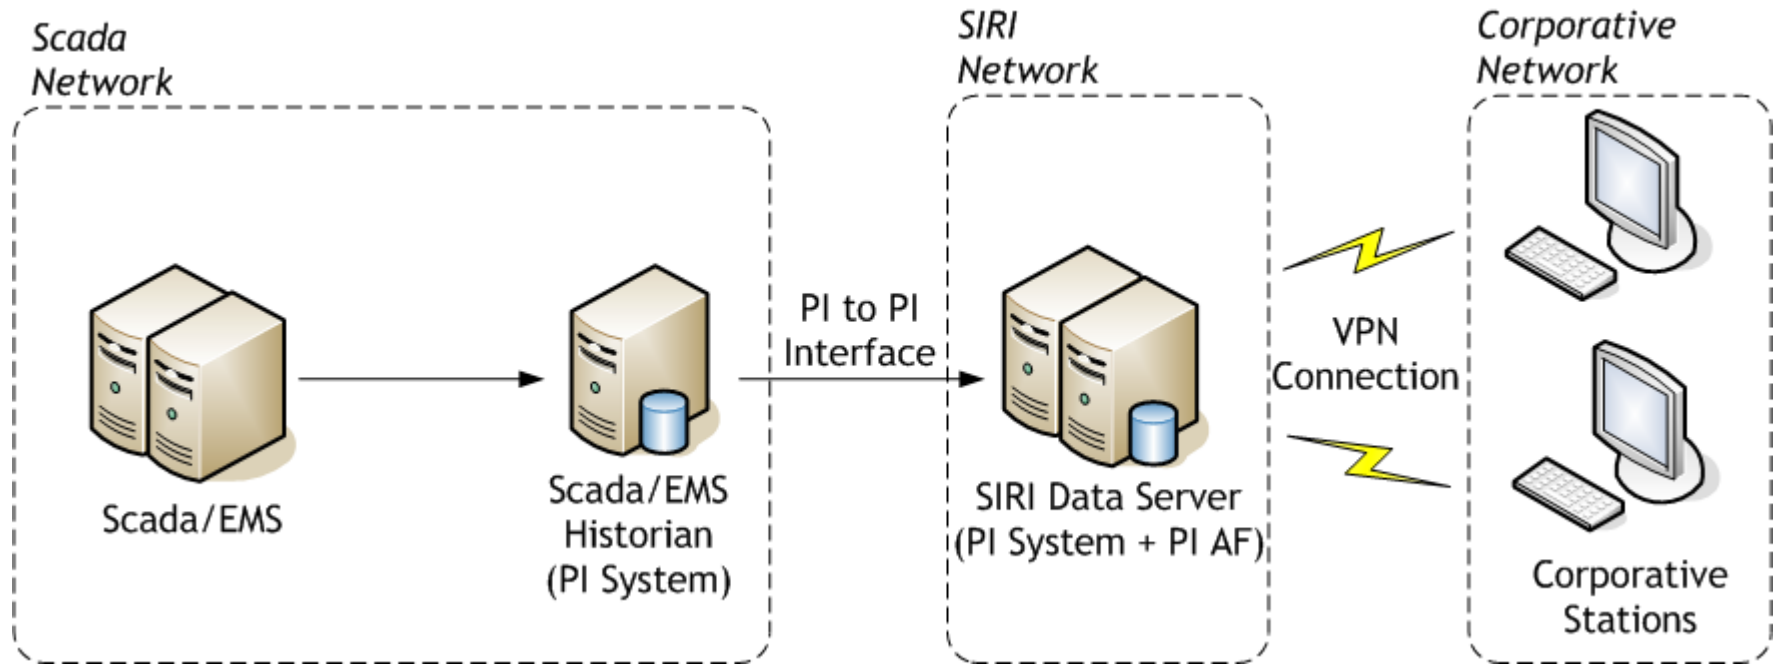 Scada
Network
SIRI
Network
Corporative
Network
PI to PI
Interface
VPN
Connection
Scada/EMS
Scada/EMS
Historian
(PI System)
SIRI Data Server
(PI System + PI AF)
Corporative
Stations